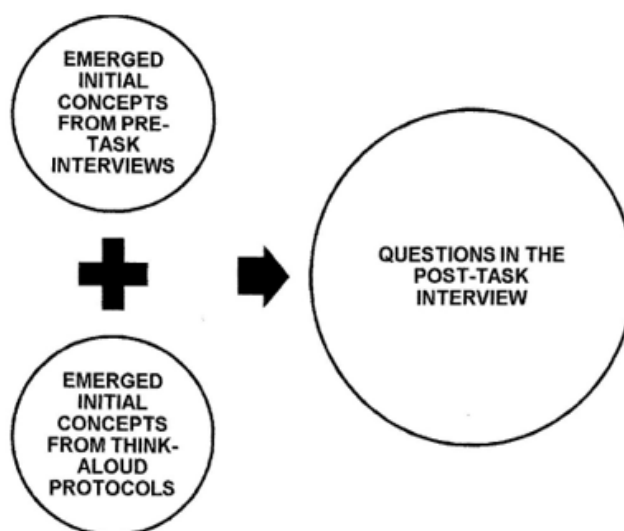 EMERGED
INITIAL
CONCEPTS
FROM PRE-
TASK
INTERVIEWS
QUESTIONS IN THE
POST-TASK
INTERVIEW
EMERGED
INITIAL
CONCEPTS
FROM THINK-
ALOUD
PROTOCOLS